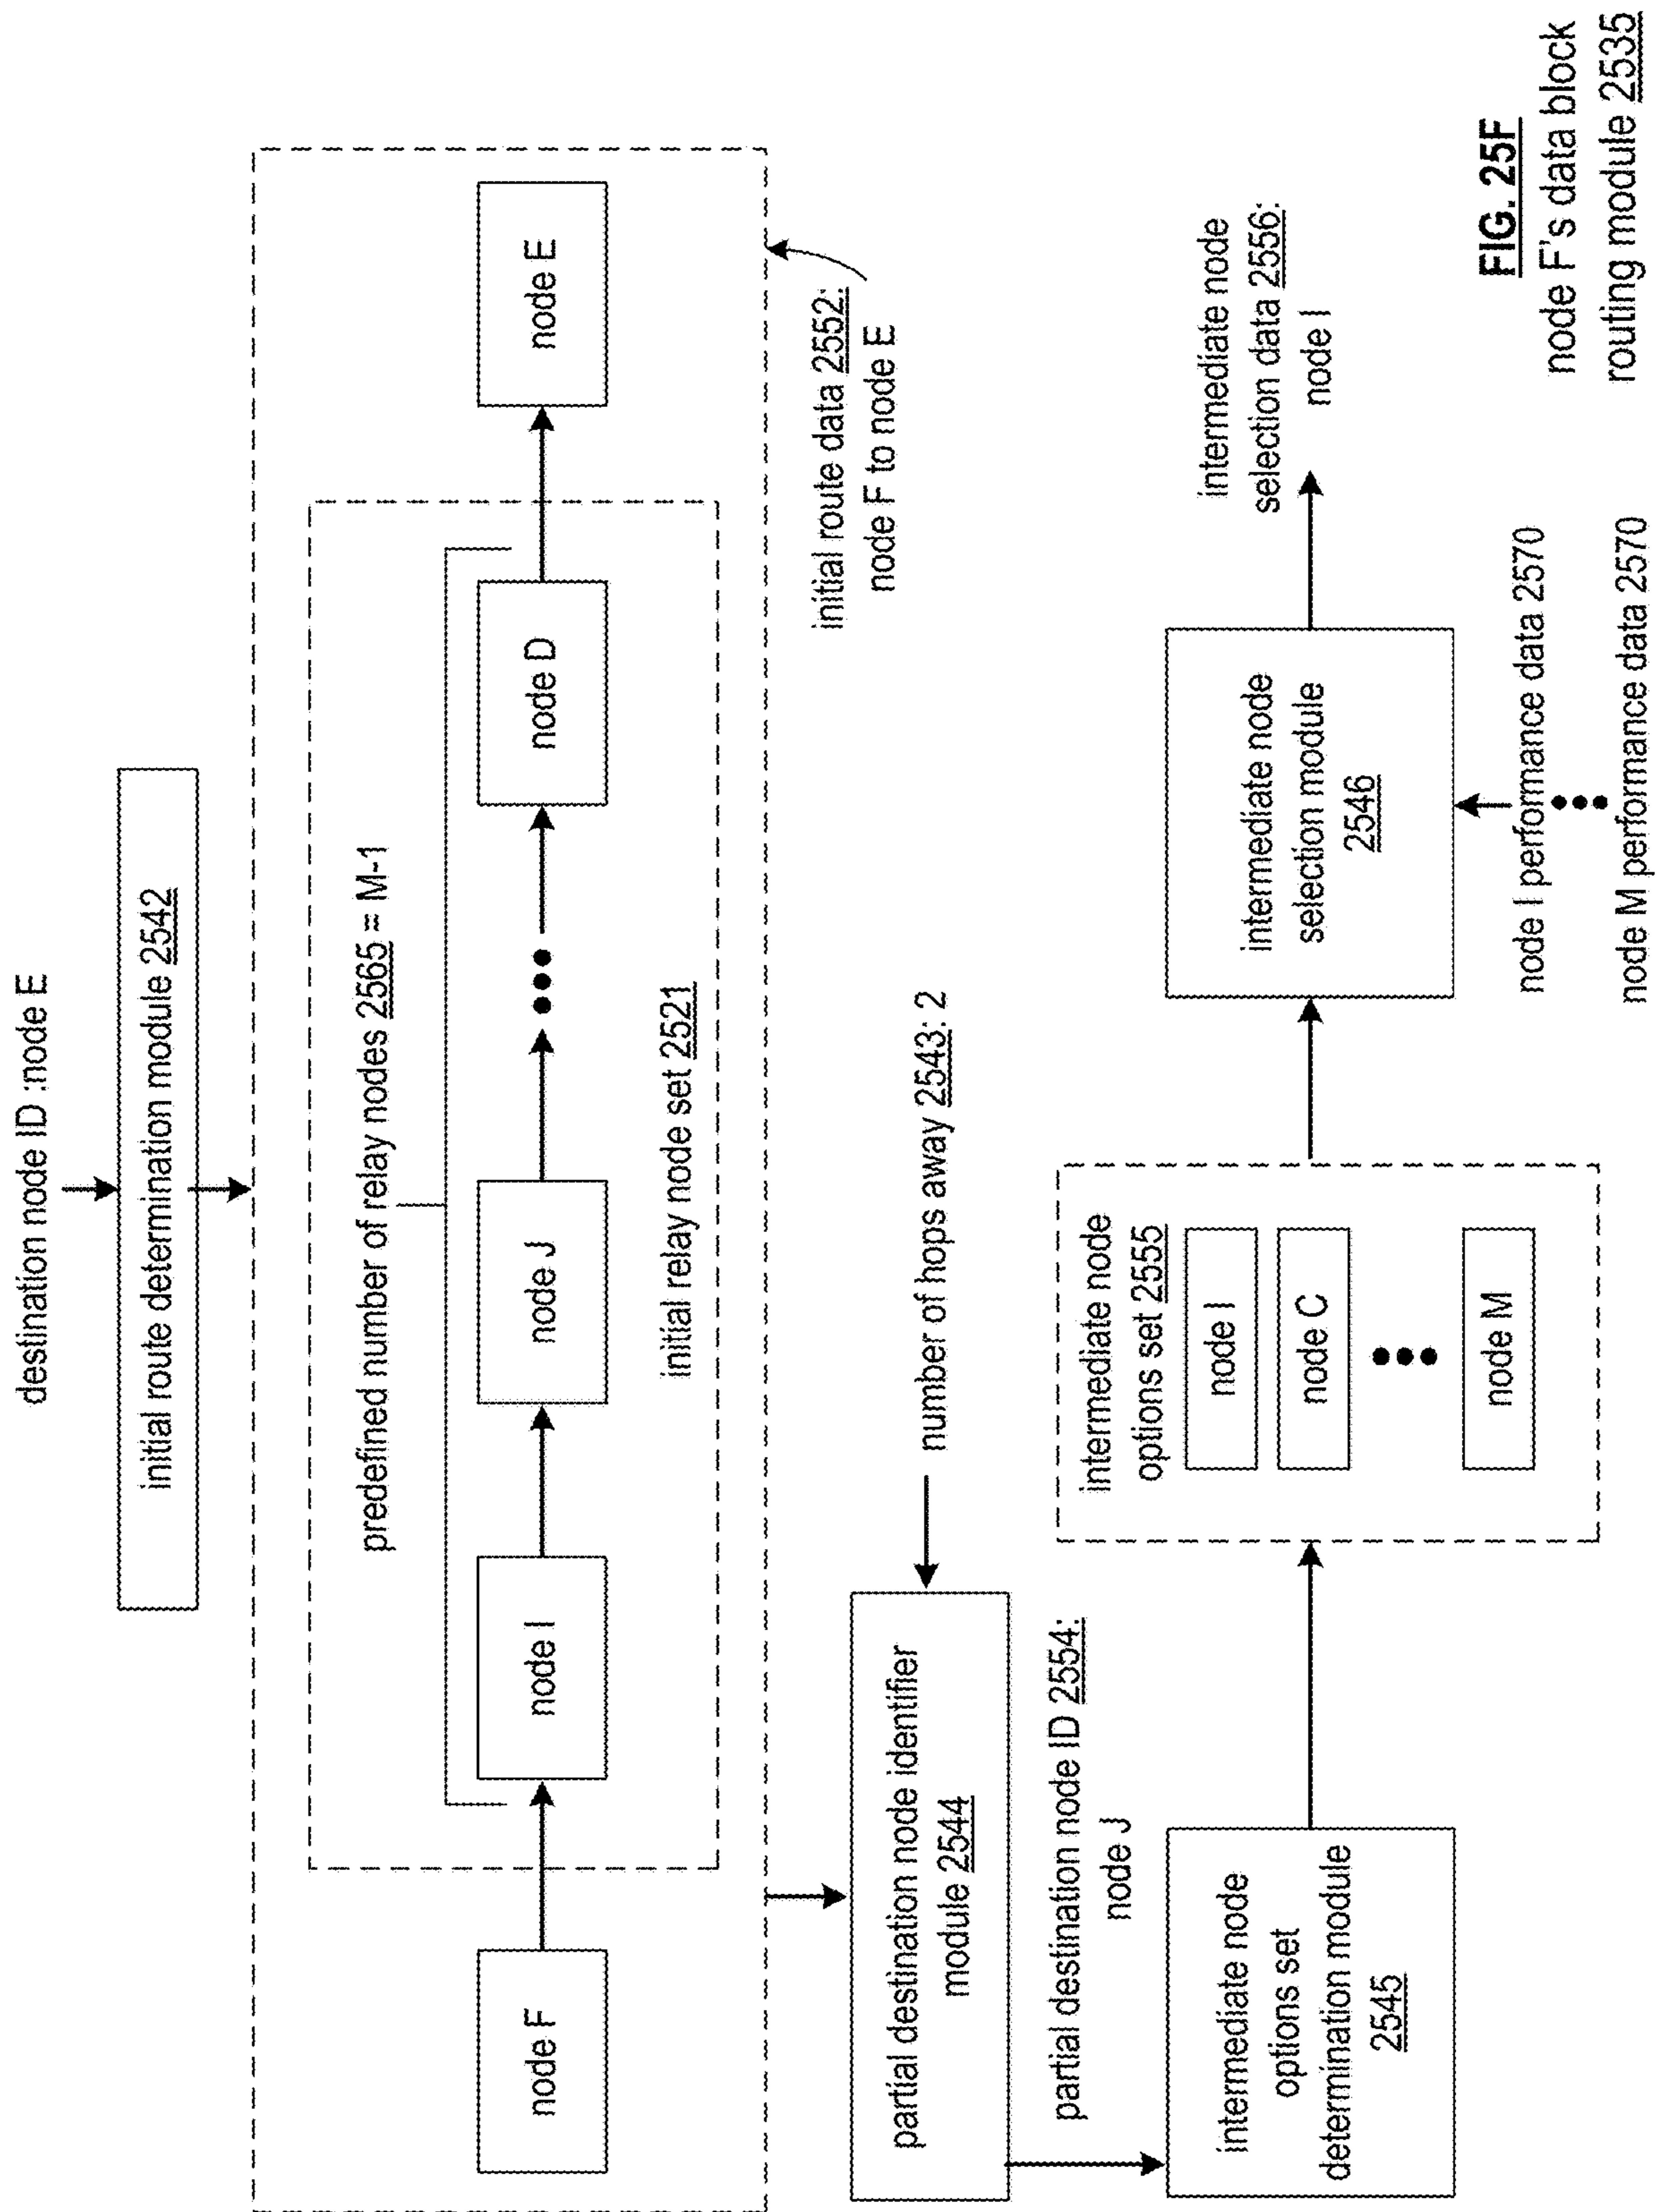 destination node ID :node E
initial route determination module 2542
predefined number of relay nodes 2565 = M-1
node F
node I
node J
node D
node E
initial relay node set 2521
initial route data 2552:
node F to node E
number of hops away 2543: 2
partial destination node identifier
module 2544
partial destination node ID 2554:
node J
intermediate node
options set
determination module
2545
intermediate node
options set 2555
node I
node C
node M
intermediate node
selection module
2546
intermediate node
selection data 2556:
node I
node I performance data 2570
node M performance data 2570
FIG. 25F
node F's data block
routing module 2535